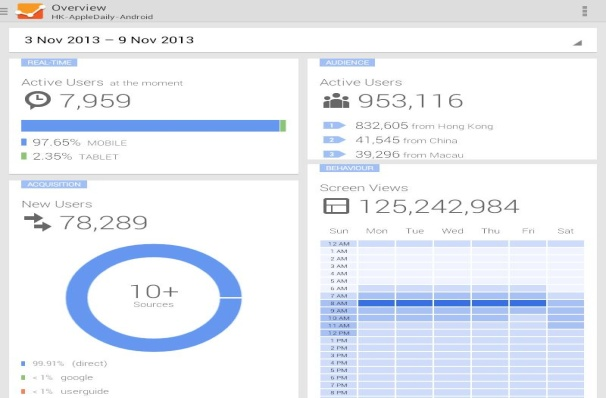 Overview
HK-AppleDaily-Android
3 Nov 2013 – 9 Nov 2013
REAL-TIME
Active Users at the moment
7,959
97.65% MOBILE
2.35% TABLET
ACQUISITION
New Users
78,289
10+
Sources
99.91% (direct)
< 1% google
< 1% userguide
AUDIENCE
Active Users
953,116
1 832,605 from Hong Kong
2 41,545 from China
3 39,296 from Macau
BEHAVIOUR
Screen Views
125,242,984
Sun Mon Tue Wed Thu Fri Sat
12 AM
1 AM
2 AM
3 AM
4 AM
5 AM
6 AM
7 AM
8 AM
9 AM
10 AM
11 AM
12 PM
1 PM
2 PM
3 PM
4 PM
5 PM
6 PM
7 PM
8 PM